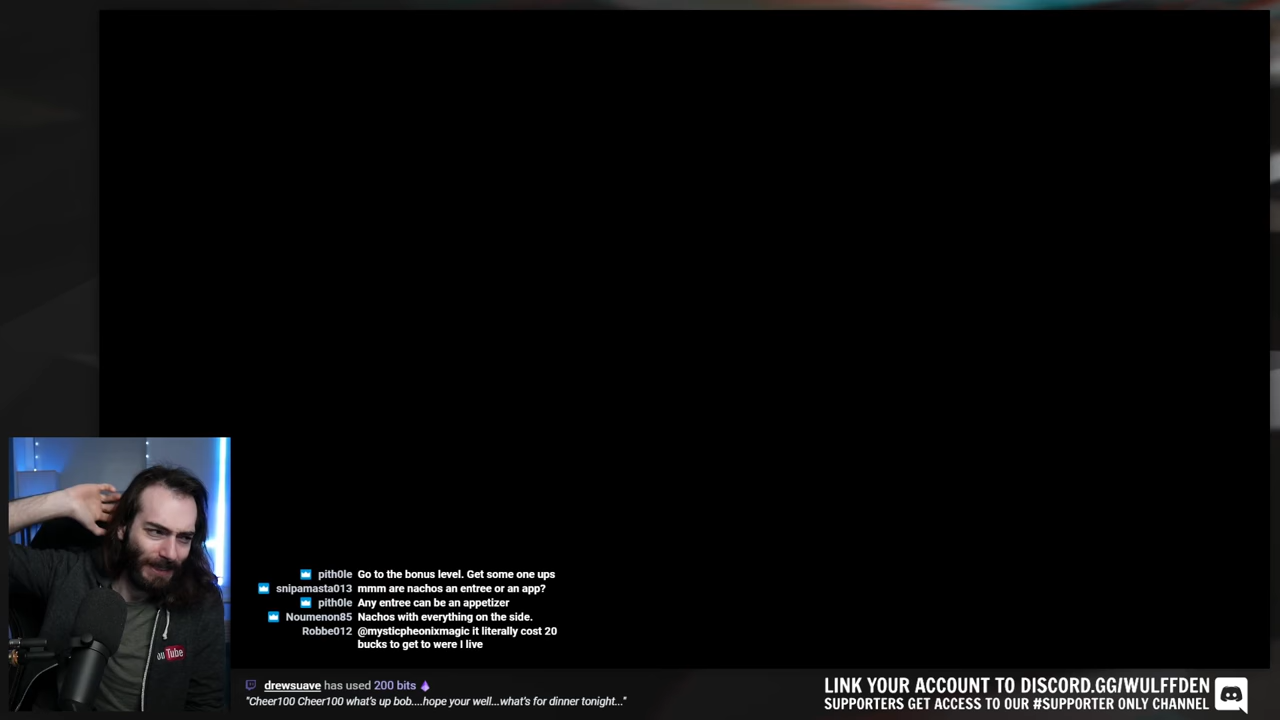 pith0le Go to the bonus level. Get some one ups
snipamasta013 mmm are nachos an entree or an app?
pith0le Any entree can be an appetizer
Noumenon85 Nachos with everything on the side.
Robbe012 @mysticpheonixmagic it literally cost 20
bucks to get to were I live
ou Tube
drewsuave has used 200 bits
"Cheer100 Cheer100 what's up bob....hope your well...what's for dinner tonight..."
LINK YOUR ACCOUNT TO DISCORD.GG/WULFFDEN
SUPPORTERS GET ACCESS TO OUR #SUPPORTER ONLY CHANNEL